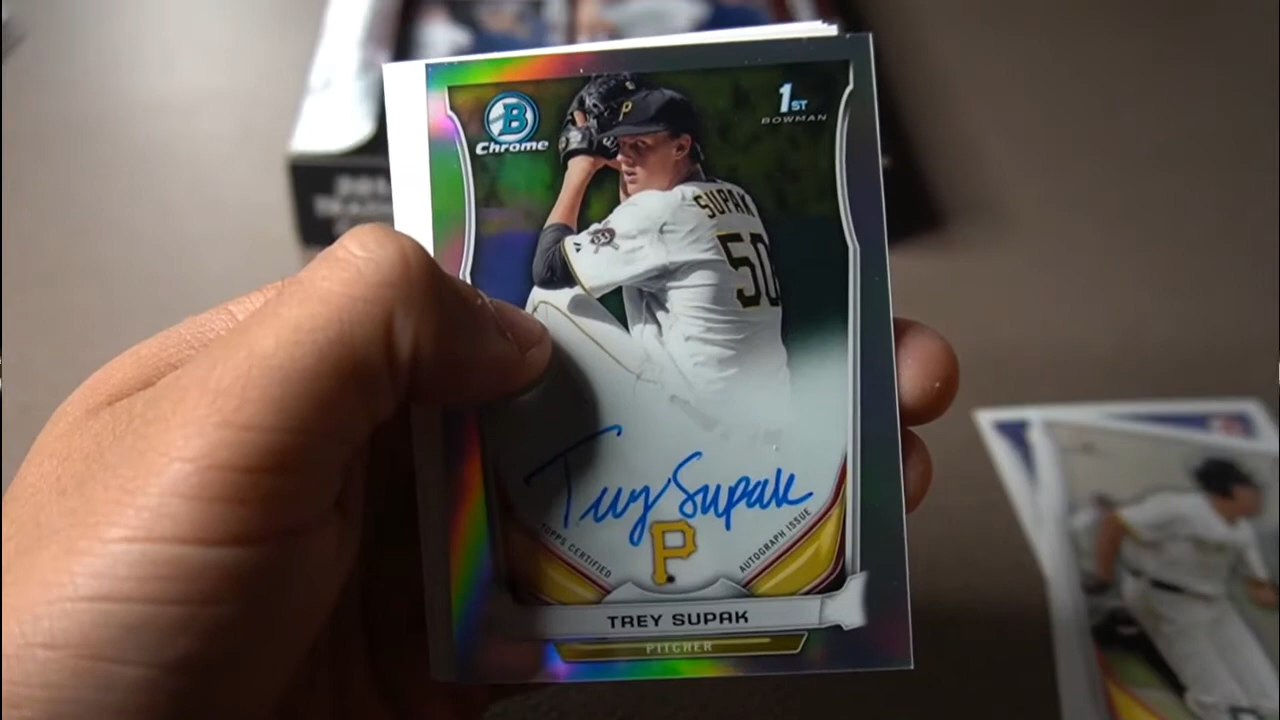 B
Chrome
1ST
BOWMAN
P
SUPAK
50
Trey Supak
TOPPS CERTIFIED
AUTOGRAPH ISSUE
P
TREY SUPAK
PITCHER